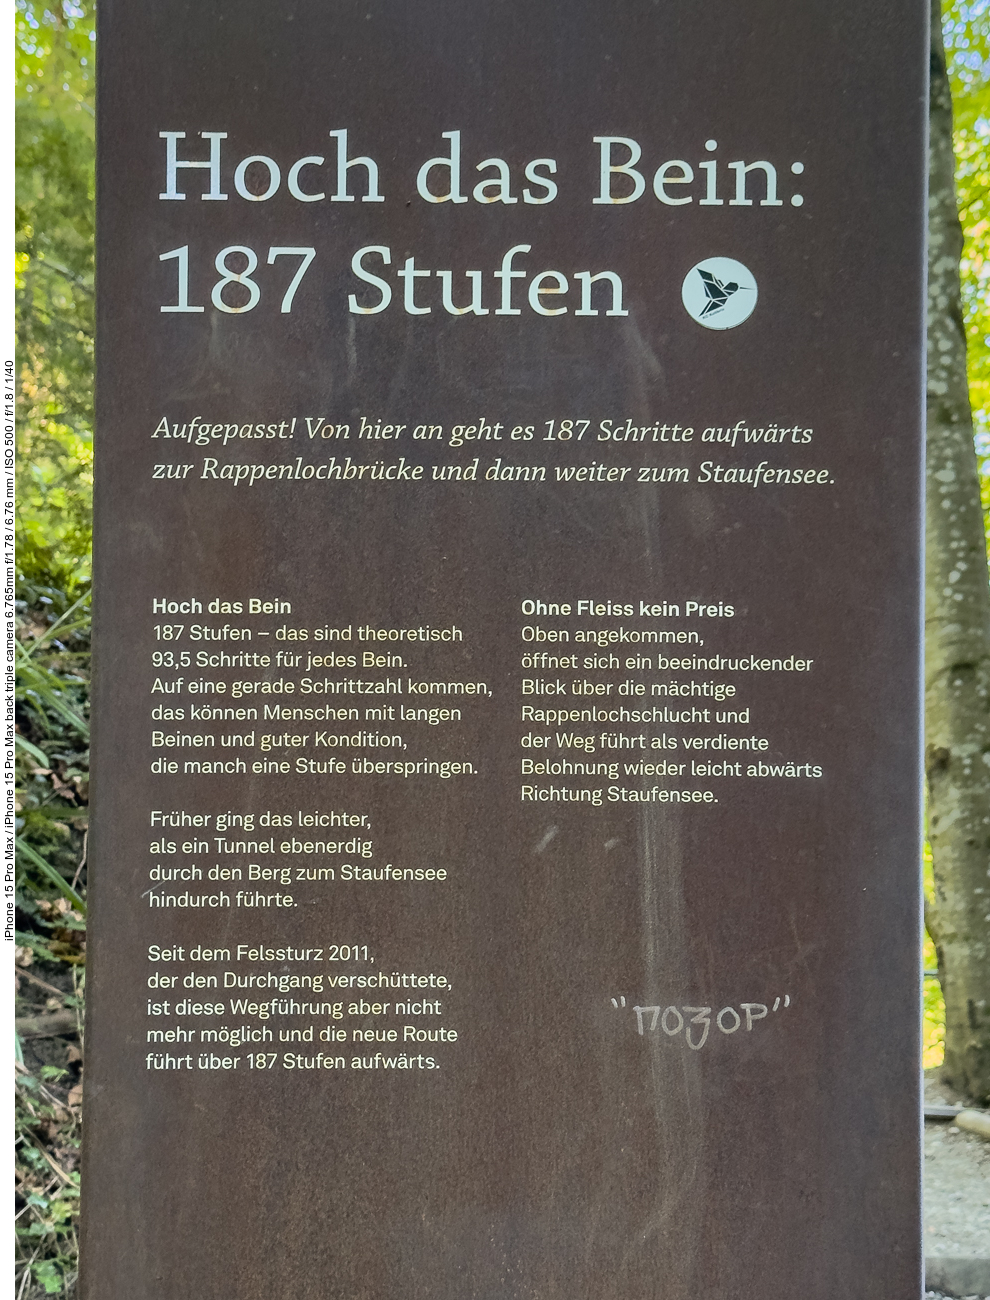 Hoch das Bein:
187 Stufen
Aufgepasst! Von hier an geht es 187 Schritte aufwärts
zur Rappenlochbrücke und dann weiter zum Staufensee.
Hoch das Bein
187 Stufen – das sind theoretisch
93,5 Schritte für jedes Bein.
Auf eine gerade Schrittzahl kommen,
das können Menschen mit langen
Beinen und guter Kondition,
die manch eine Stufe überspringen.
Früher ging das leichter,
als ein Tunnel ebenerdig
durch den Berg zum Staufensee
hindurch führte.
Seit dem Felssturz 2011,
der den Durchgang verschüttete,
ist diese Wegführung aber nicht
mehr möglich und die neue Route
führt über 187 Stufen aufwärts.
Ohne Fleiss kein Preis
Oben angekommen,
öffnet sich ein beeindruckender
Blick über die mächtige
Rappenlochschlucht und
der Weg führt als verdiente
Belohnung wieder leicht abwärts
Richtung Staufensee.
"ПОЗОР"
iPhone 15 Pro Max / iPhone 15 Pro Max back triple camera 6.765mm f/1.78 / 6.76 mm / ISO 500 / f/1.8 / 1/40